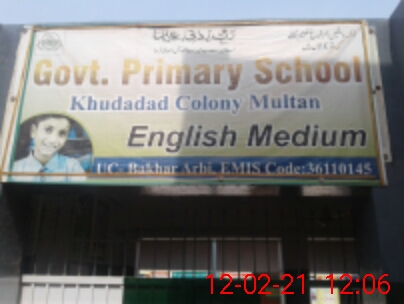 Govt. Primary School
Khudadad Colony Multan
English Medium
UC- Bakhar Arbi, EMIS Code:36110145
12-02-21 12:06